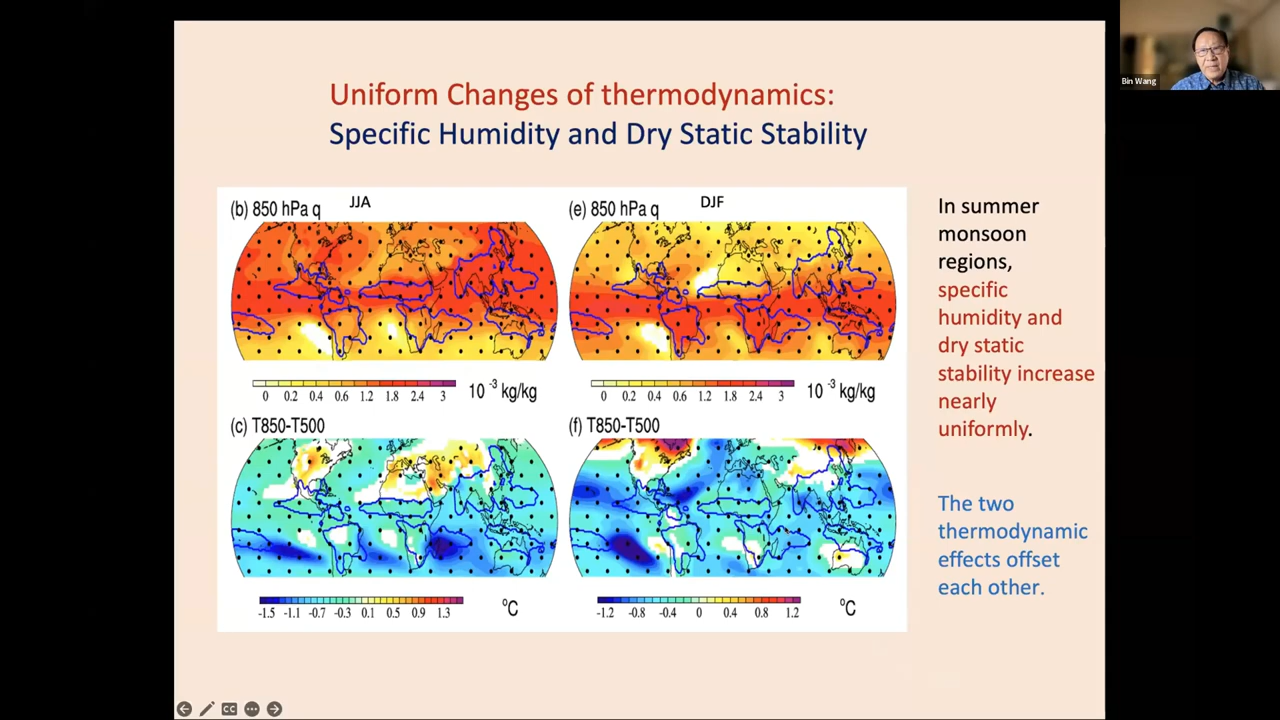 Bin Wang
Uniform Changes of thermodynamics:
Specific Humidity and Dry Static Stability
(b) 850 hPa q
JJA
(e) 850 hPa q
DJF
0 0.2 0.4 0.6 1.2 1.8 2.4 3
10 -3 kg/kg
0 0.2 0.4 0.6 1.2 1.8 2.4 3
10 -3 kg/kg
(c) T850-T500
(f) T850-T500
-1.5 -1.1 -0.7 -0.3 0.1 0.5 0.9 1.3
ºC
-1.2 -0.8 -0.4 0 0.4 0.8 1.2
ºC
In summer
monsoon
regions,
specific
humidity and
dry static
stability increase
nearly
uniformly.
The two
thermodynamic
effects offset
each other.
CC